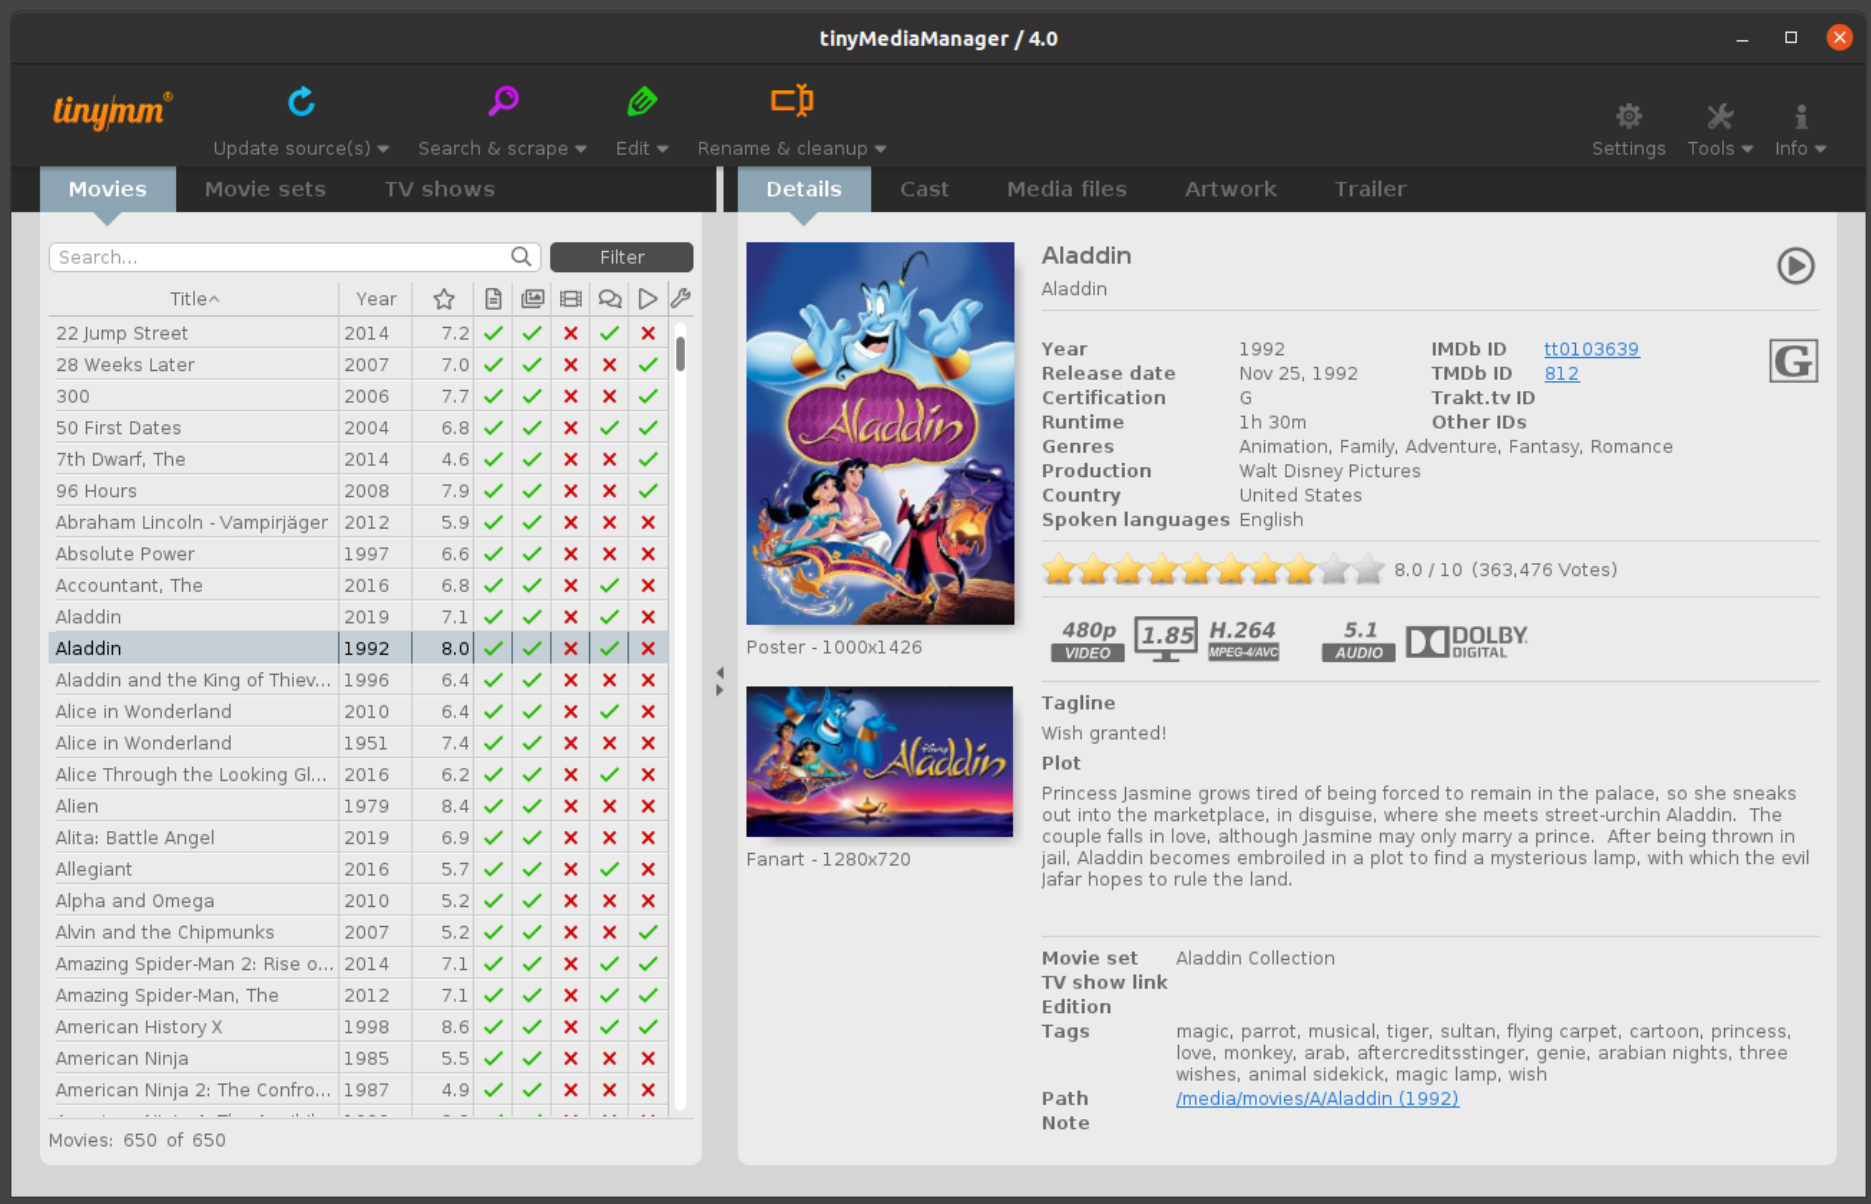 tinyMediaManager / 4.0
tinymm®
Update source(s)
Search & scrape
Edit
Rename & cleanup
Settings
Tools
Info
Movies
Movie sets
TV shows
Details
Cast
Media files
Artwork
Trailer
Search...
Filter
Title
Year
22 Jump Street 2014 7.2
28 Weeks Later 2007 7.0
300 2006 7.7
50 First Dates 2004 6.8
7th Dwarf, The 2014 4.6
96 Hours 2008 7.9
Abraham Lincoln - Vampirjäger 2012 5.9
Absolute Power 1997 6.6
Accountant, The 2016 6.8
Aladdin 2019 7.1
Aladdin 1992 8.0
Aladdin and the King of Thiev... 1996 6.4
Alice in Wonderland 2010 6.4
Alice in Wonderland 1951 7.4
Alice Through the Looking Gl... 2016 6.2
Alien 1979 8.4
Alita: Battle Angel 2019 6.9
Allegiant 2016 5.7
Alpha and Omega 2010 5.2
Alvin and the Chipmunks 2007 5.2
Amazing Spider-Man 2: Rise o... 2014 7.1
Amazing Spider-Man, The 2012 7.1
American History X 1998 8.6
American Ninja 1985 5.5
American Ninja 2: The Confro... 1987 4.9
Movies: 650 of 650
Aladdin
Poster - 1000x1426
Disney
Aladdin
Fanart - 1280x720
Aladdin
Aladdin
Year 1992 IMDb ID tt0103639
G
Release date Nov 25, 1992 TMDb ID 812
Certification G Trakt.tv ID
Runtime 1h 30m Other IDs
Genres Animation, Family, Adventure, Fantasy, Romance
Production Walt Disney Pictures
Country United States
Spoken languages English
8.0 / 10 (363,476 Votes)
480p VIDEO
1.85
H.264 MPEG-4/AVC
5.1 AUDIO
DOLBY DIGITAL
Tagline
Wish granted!
Plot
Princess Jasmine grows tired of being forced to remain in the palace, so she sneaks
out into the marketplace, in disguise, where she meets street-urchin Aladdin. The
couple falls in love, although Jasmine may only marry a prince. After being thrown in
jail, Aladdin becomes embroiled in a plot to find a mysterious lamp, with which the evil
Jafar hopes to rule the land.
Movie set Aladdin Collection
TV show link
Edition
Tags magic, parrot, musical, tiger, sultan, flying carpet, cartoon, princess,
love, monkey, arab, aftercreditsstinger, genie, arabian nights, three
wishes, animal sidekick, magic lamp, wish
Path /media/movies/A/Aladdin (1992)
Note